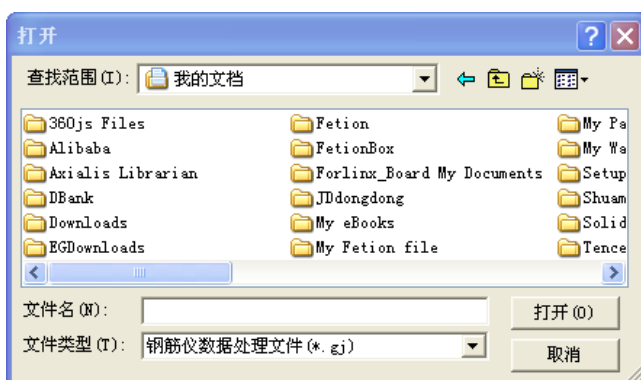 打开
查找范围(I): 我的文档
360js Files Fetion My Pa
Alibaba FetionBox My Wa
Axialis Librarian Forlinx_Board My Documents Setup
DBank JDdongdong Shuam
Downloads My eBooks Solid
EGDownloads My Fetion file Tence
文件名(N): 打开(O)
文件类型(T): 钢筋仪数据处理文件(*.gj) 取消